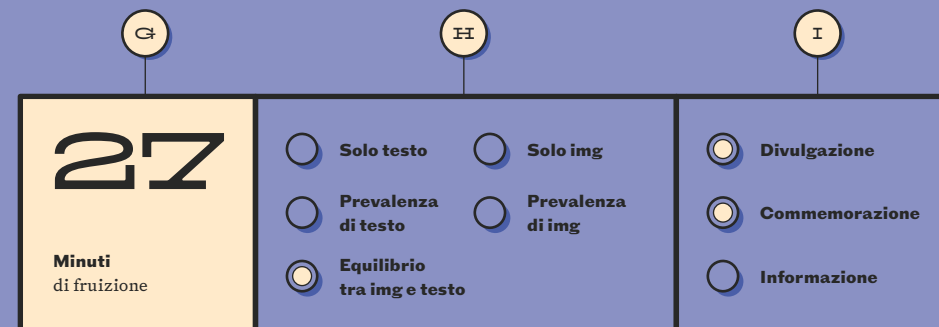 G
H
I
27
Minuti
di fruizione
Solo testo
Solo img
Prevalenza
di testo
Prevalenza
di img
Equilibrio
tra img e testo
Divulgazione
Commemorazione
Informazione